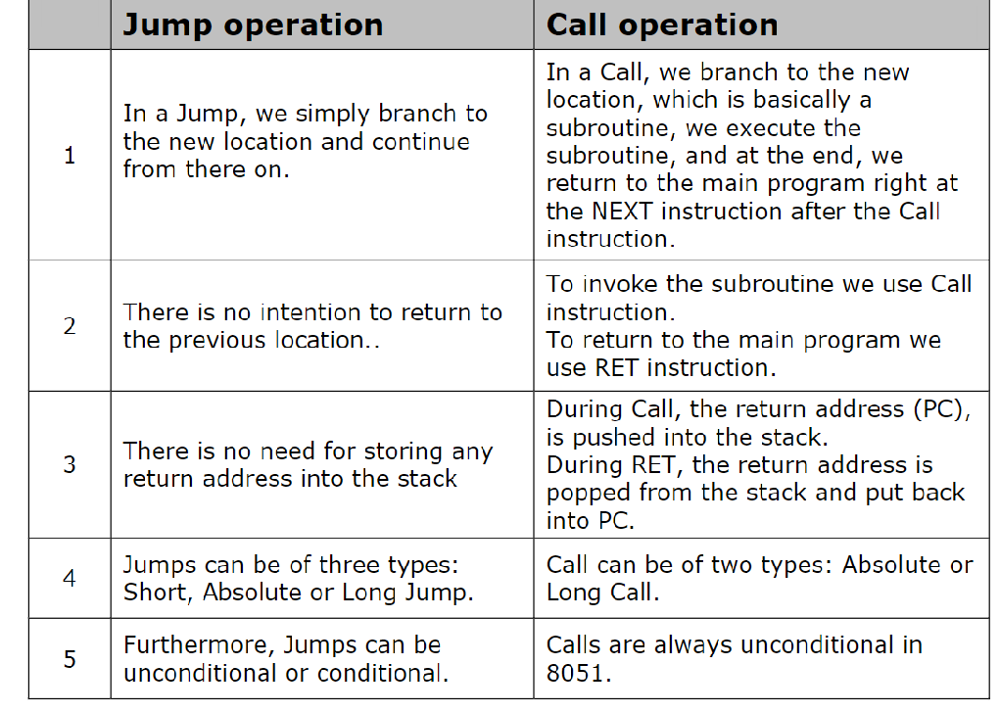 Jump operation
Call operation
1
In a Jump, we simply branch to
the new location and continue
from there on.
In a Call, we branch to the new
location, which is basically a
subroutine, we execute the
subroutine, and at the end, we
return to the main program right at
the NEXT instruction after the Call
instruction.
2
There is no intention to return to
the previous location..
To invoke the subroutine we use Call
instruction.
To return to the main program we
use RET instruction.
3
There is no need for storing any
return address into the stack
During Call, the return address (PC),
is pushed into the stack.
During RET, the return address is
popped from the stack and put back
into PC.
4
Jumps can be of three types:
Short, Absolute or Long Jump.
Call can be of two types: Absolute or
Long Call.
5
Furthermore, Jumps can be
unconditional or conditional.
Calls are always unconditional in
8051.